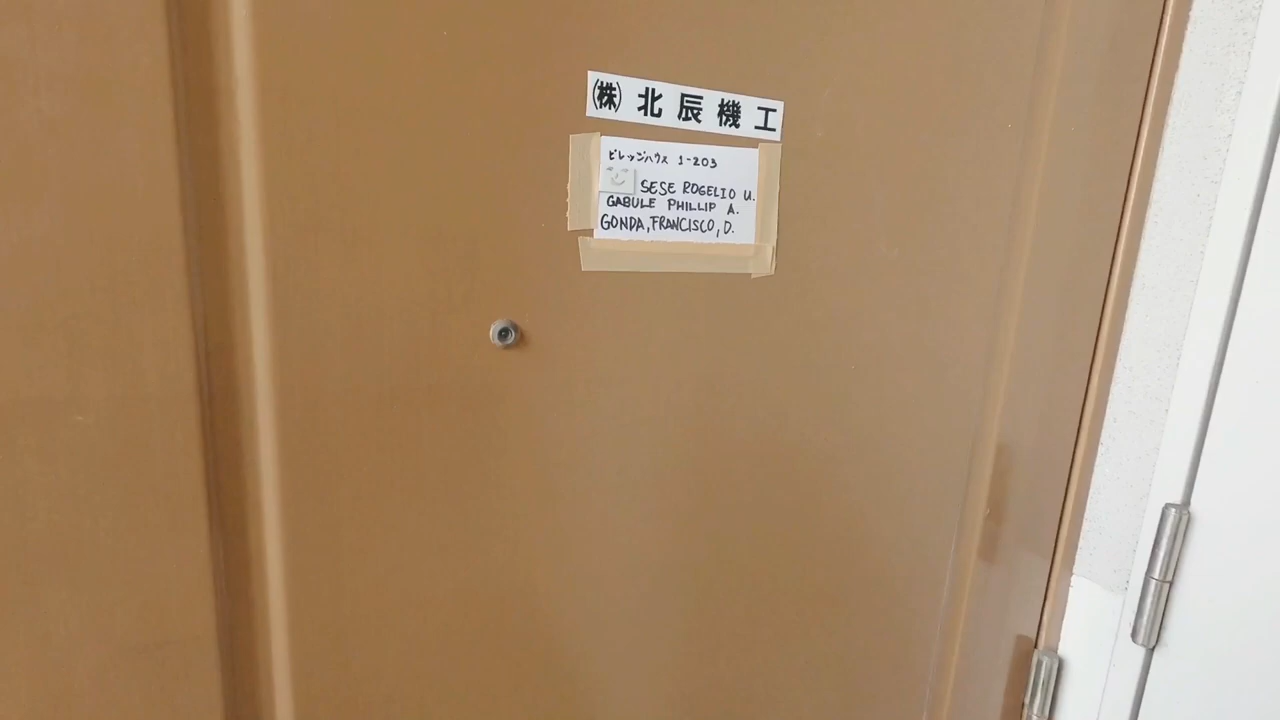 ㈱ 北辰機工
ビレッジハウス 1-203
SESE ROGELIO U.
GABULE PHILLIP A.
GONDA, FRANCISCO, D.